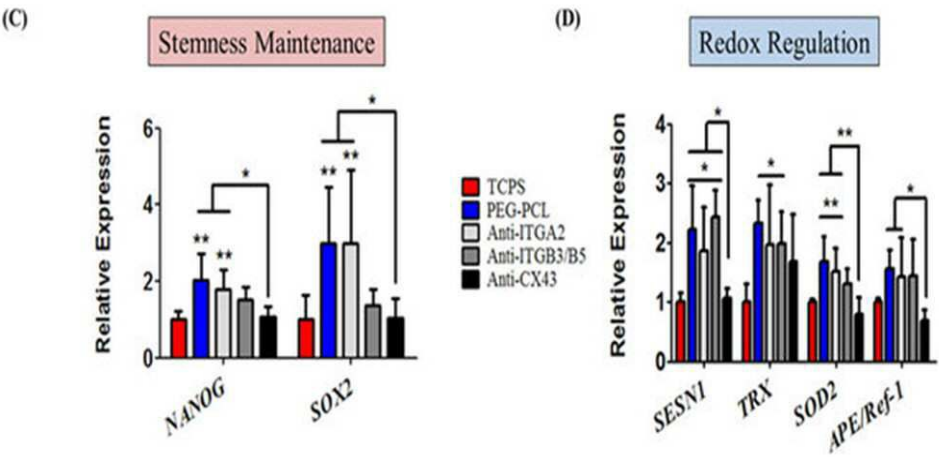 (C)
Stemness Maintenance
Relative Expression
6
4
2
0
*
**
**
*
**
**
NANOG
SOX2
TCPS
PEG-PCL
Anti-ITGA2
Anti-ITGB3/B5
Anti-CX43
(D)
Redox Regulation
Relative Expression
4
3
2
1
0
*
*
*
**
**
*
SESN1
TRX
SOD2
APE/Ref-1